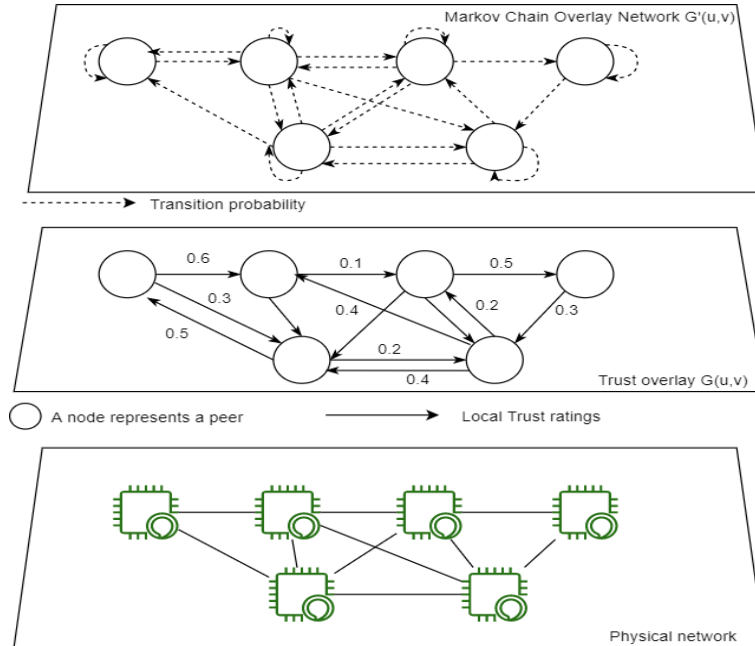 Markov Chain Overlay Network G'(u,v)
Transition probability
0.6
0.1
0.5
0.3
0.4
0.2
0.3
0.5
0.2
0.4
Trust overlay G(u,v)
A node represents a peer
Local Trust ratings
Physical network